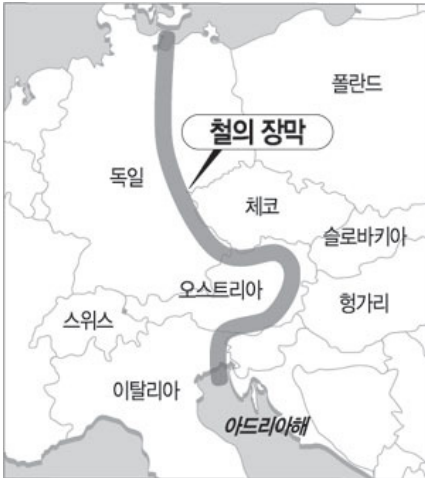 폴란드
철의 장막
독일
체코
슬로바키아
오스트리아
헝가리
스위스
이탈리아
아드리아해